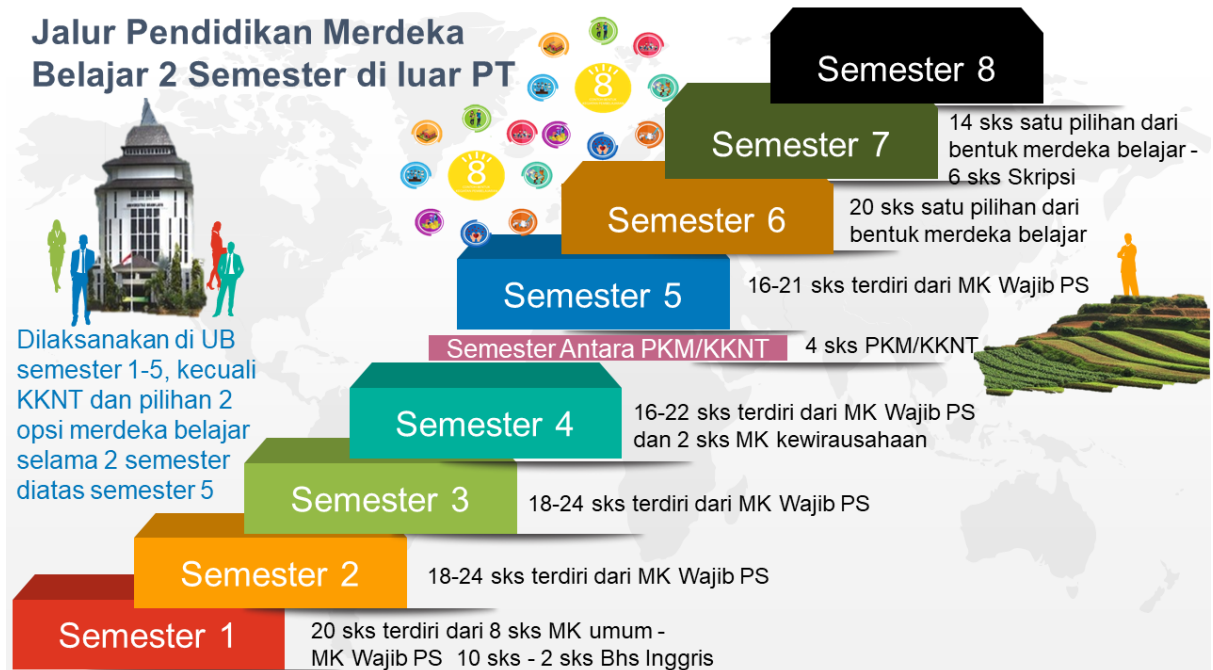 Jalur Pendidikan Merdeka
Belajar 2 Semester di luar PT
8
8
Semester 8
Semester 7
14 sks satu pilihan dari
bentuk merdeka belajar -
6 sks Skripsi
Semester 6
20 sks satu pilihan dari
bentuk merdeka belajar
Semester 5
16-21 sks terdiri dari MK Wajib PS
Semester Antara PKM/KKNT
4 sks PKM/KKNT
Dilaksanakan di UB
semester 1-5, kecuali
KKNT dan pilihan 2
opsi merdeka belajar
selama 2 semester
diatas semester 5
Semester 4
16-22 sks terdiri dari MK Wajib PS
dan 2 sks MK kewirausahaan
Semester 3
18-24 sks terdiri dari MK Wajib PS
Semester 2
18-24 sks terdiri dari MK Wajib PS
Semester 1
20 sks terdiri dari 8 sks MK umum -
MK Wajib PS 10 sks - 2 sks Bhs Inggris